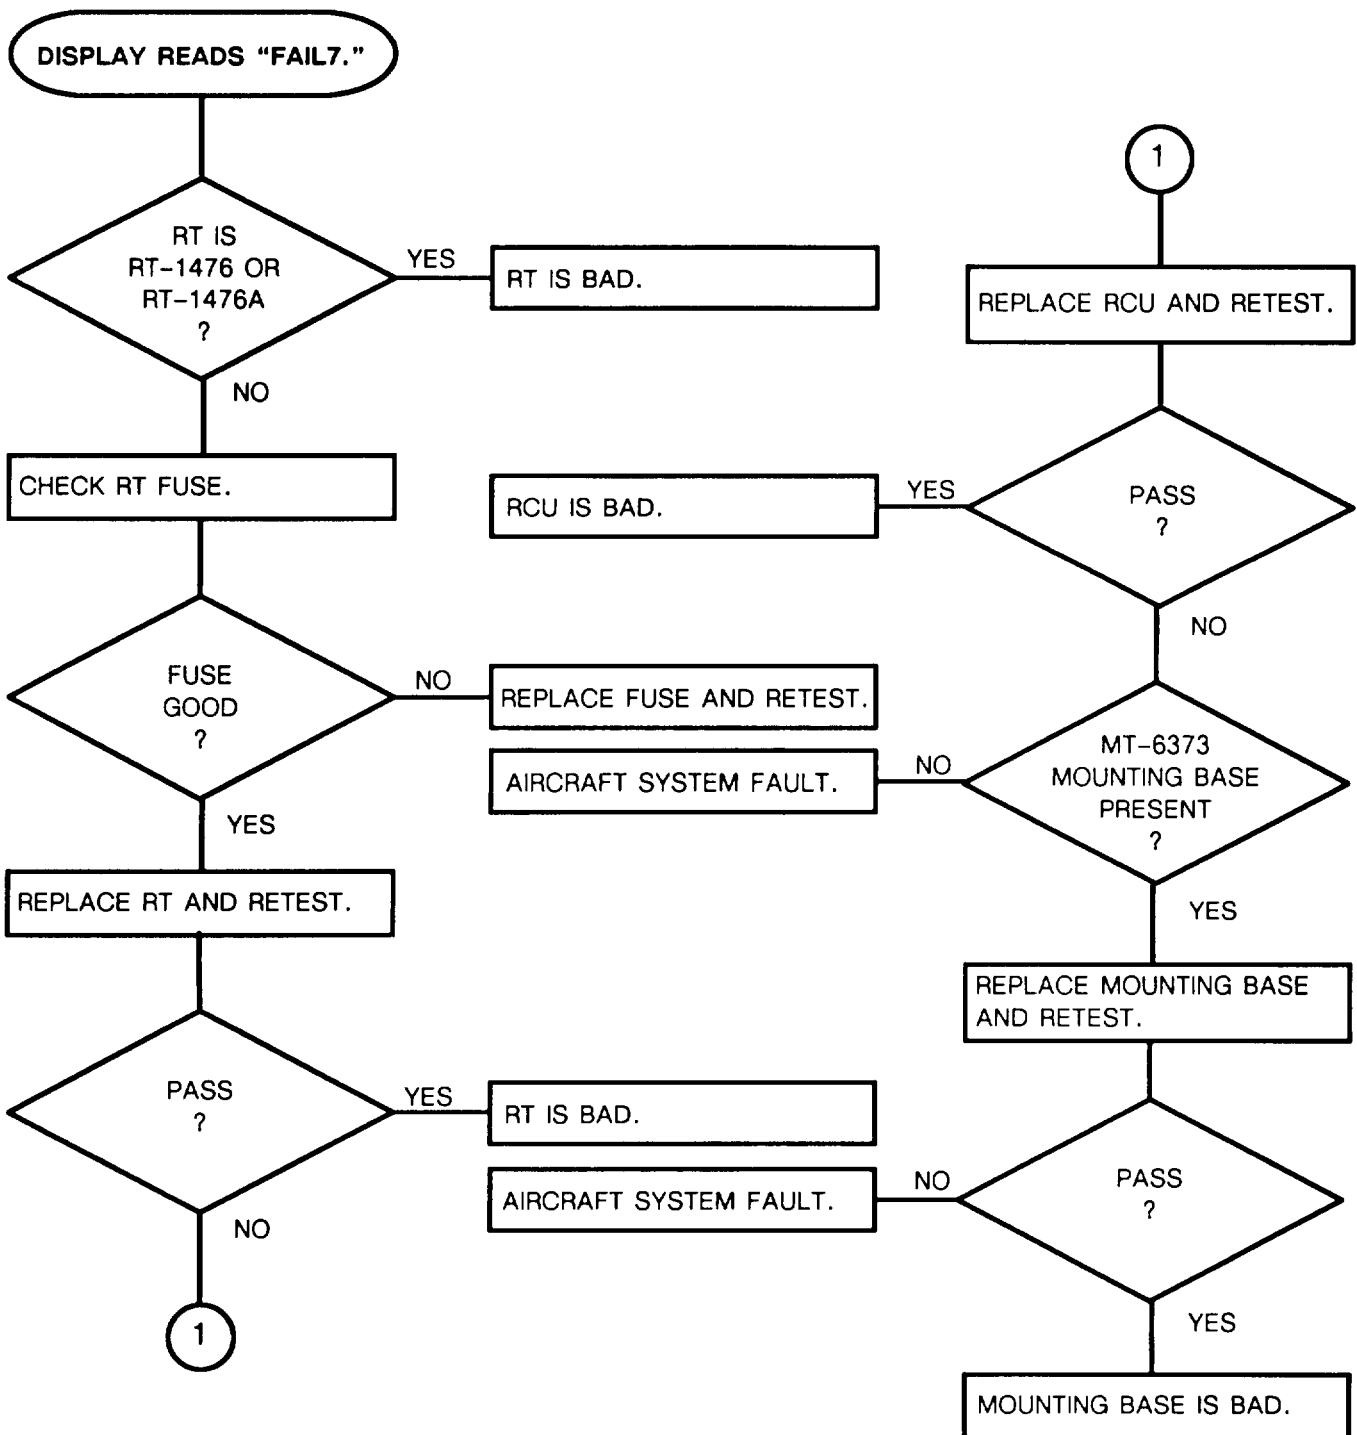 DISPLAY READS “FAIL7.”
RT IS
RT-1476 OR
RT-1476A
?
YES
RT IS BAD.
NO
CHECK RT FUSE.
FUSE
GOOD
?
NO
REPLACE FUSE AND RETEST.
YES
REPLACE RT AND RETEST.
PASS
?
YES
RT IS BAD.
NO
1
1
REPLACE RCU AND RETEST.
PASS
?
YES
RCU IS BAD.
NO
MT-6373
MOUNTING BASE
PRESENT
?
NO
AIRCRAFT SYSTEM FAULT.
YES
REPLACE MOUNTING BASE
AND RETEST.
PASS
?
NO
AIRCRAFT SYSTEM FAULT.
YES
MOUNTING BASE IS BAD.